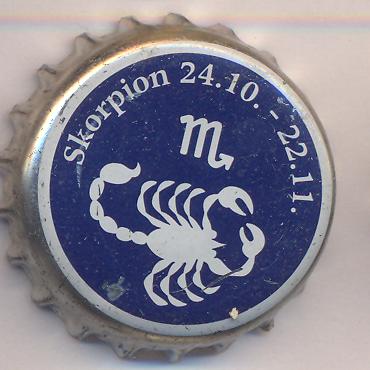 Skorpion 24.10. - 22.11.
♏